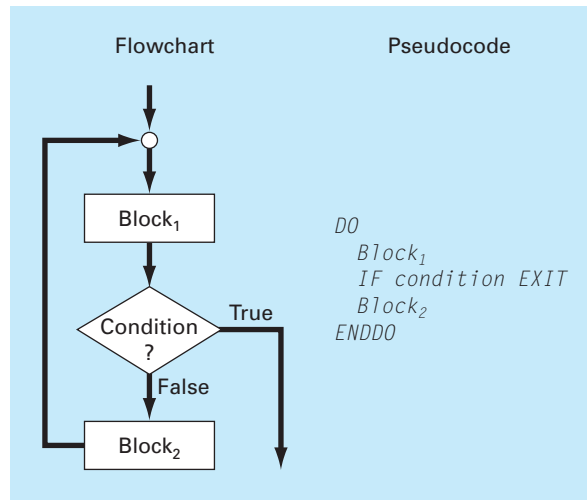 Flowchart
Block₁
Condition
?
True
False
Block₂
Pseudocode
DO
Block₁
IF condition EXIT
Block₂
ENDDO